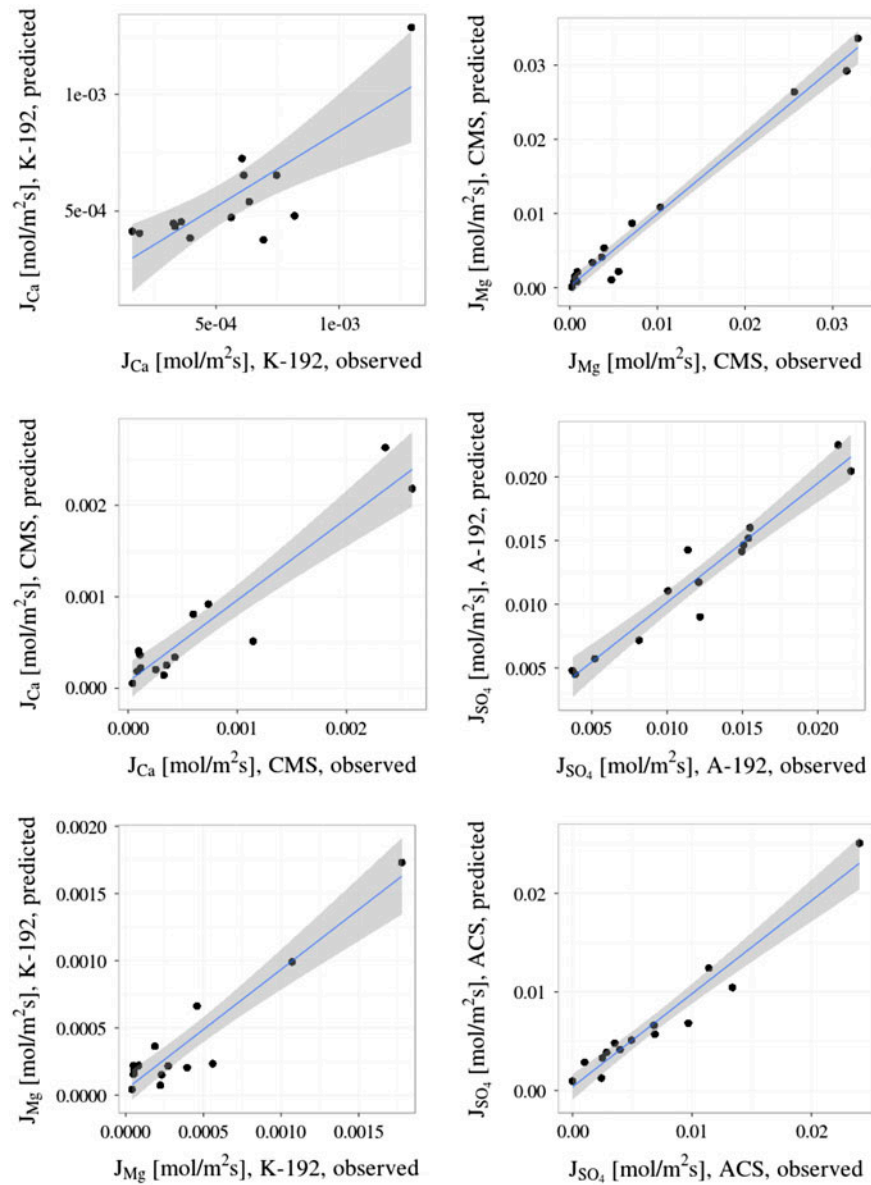 J_Ca [mol/m²s], K-192, predicted
1e-03
5e-04
5e-04 1e-03
J_Ca [mol/m²s], K-192, observed
J_Mg [mol/m²s], CMS, predicted
0.03
0.02
0.01
0.00
0.00 0.01 0.02 0.03
J_Mg [mol/m²s], CMS, observed
J_Ca [mol/m²s], CMS, predicted
0.002
0.001
0.000
0.000 0.001 0.002
J_Ca [mol/m²s], CMS, observed
J_SO₄ [mol/m²s], A-192, predicted
0.020
0.015
0.010
0.005
0.005 0.010 0.015 0.020
J_SO₄ [mol/m²s], A-192, observed
J_Mg [mol/m²s], K-192, predicted
0.0020
0.0015
0.0010
0.0005
0.0000
0.0000 0.0005 0.0010 0.0015
J_Mg [mol/m²s], K-192, observed
J_SO₄ [mol/m²s], ACS, predicted
0.02
0.01
0.00
0.00 0.01 0.02
J_SO₄ [mol/m²s], ACS, observed